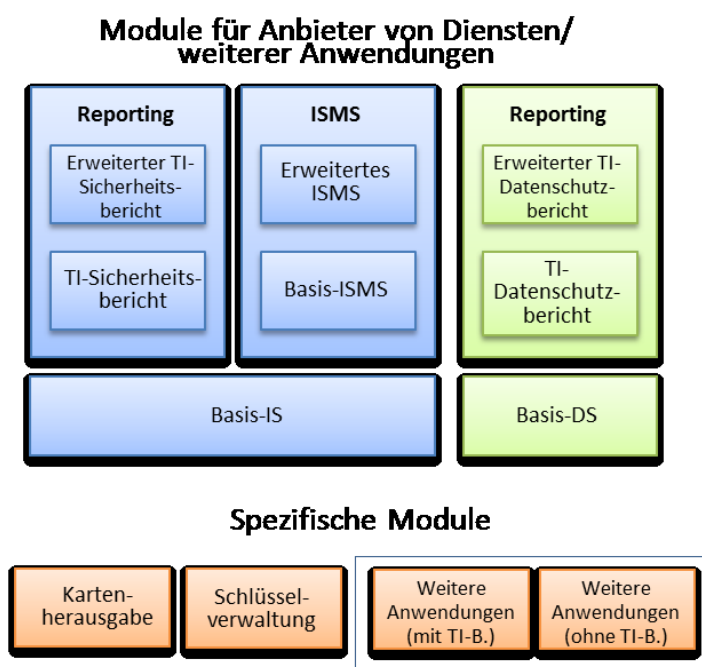 Module für Anbieter von Diensten/
weiterer Anwendungen
Reporting
Erweiterter TI-
Sicherheits-
bericht
TI-Sicherheits-
bericht
ISMS
Erweitertes
ISMS
Basis-ISMS
Reporting
Erweiterter TI-
Datenschutz-
bericht
TI-
Datenschutz-
bericht
Basis-IS
Basis-DS
Spezifische Module
Karten-
herausgabe
Schlüssel-
verwaltung
Weitere
Anwendungen
(mit TI-B.)
Weitere
Anwendungen
(ohne TI-B.)